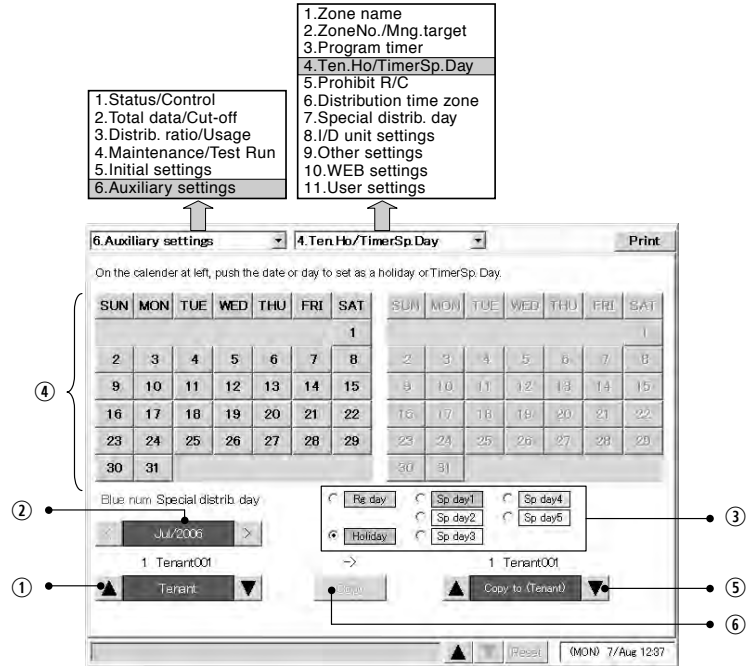 1.Zone name
2.ZoneNo./Mng.target
3.Program timer
4.Ten.Ho/TimerSp.Day
5.Prohibit R/C
6.Distribution time zone
7.Special distrib. day
8.I/D unit settings
9.Other settings
10.WEB settings
11.User settings
1.Status/Control
2.Total data/Cut-off
3.Distrib. ratio/Usage
4.Maintenance/Test Run
5.Initial settings
6.Auxiliary settings
6.Auxiliary settings 4.Ten.Ho/TimerSp.Day Print
On the calender at left, push the date or day to set as a holiday or TimerSp. Day.
SUN MON TUE WED THU FRI SAT SUN MON TUE WED THU FRI SAT
1 1
2 3 4 5 6 7 8 2 3 4 5 6 7 8
④ 9 10 11 12 13 14 15 9 10 11 12 13 14 15
16 17 18 19 20 21 22 16 17 18 19 20 21 22
23 24 25 26 27 28 29 23 24 25 26 27 28 29
30 31 30 31
Blue num Special distrib. day Rg day Sp day1 Sp day4
② Sp day2 Sp day5 ③
< Jul/2006 > Holiday Sp day3
1 Tenant001 -> 1 Tenant001
① ▲ Tenant ▼ Copy ▲ Copy to (Tenant) ▼ ⑤
⑥
▲ ▼ Reset (MON) 7/Aug 12:37